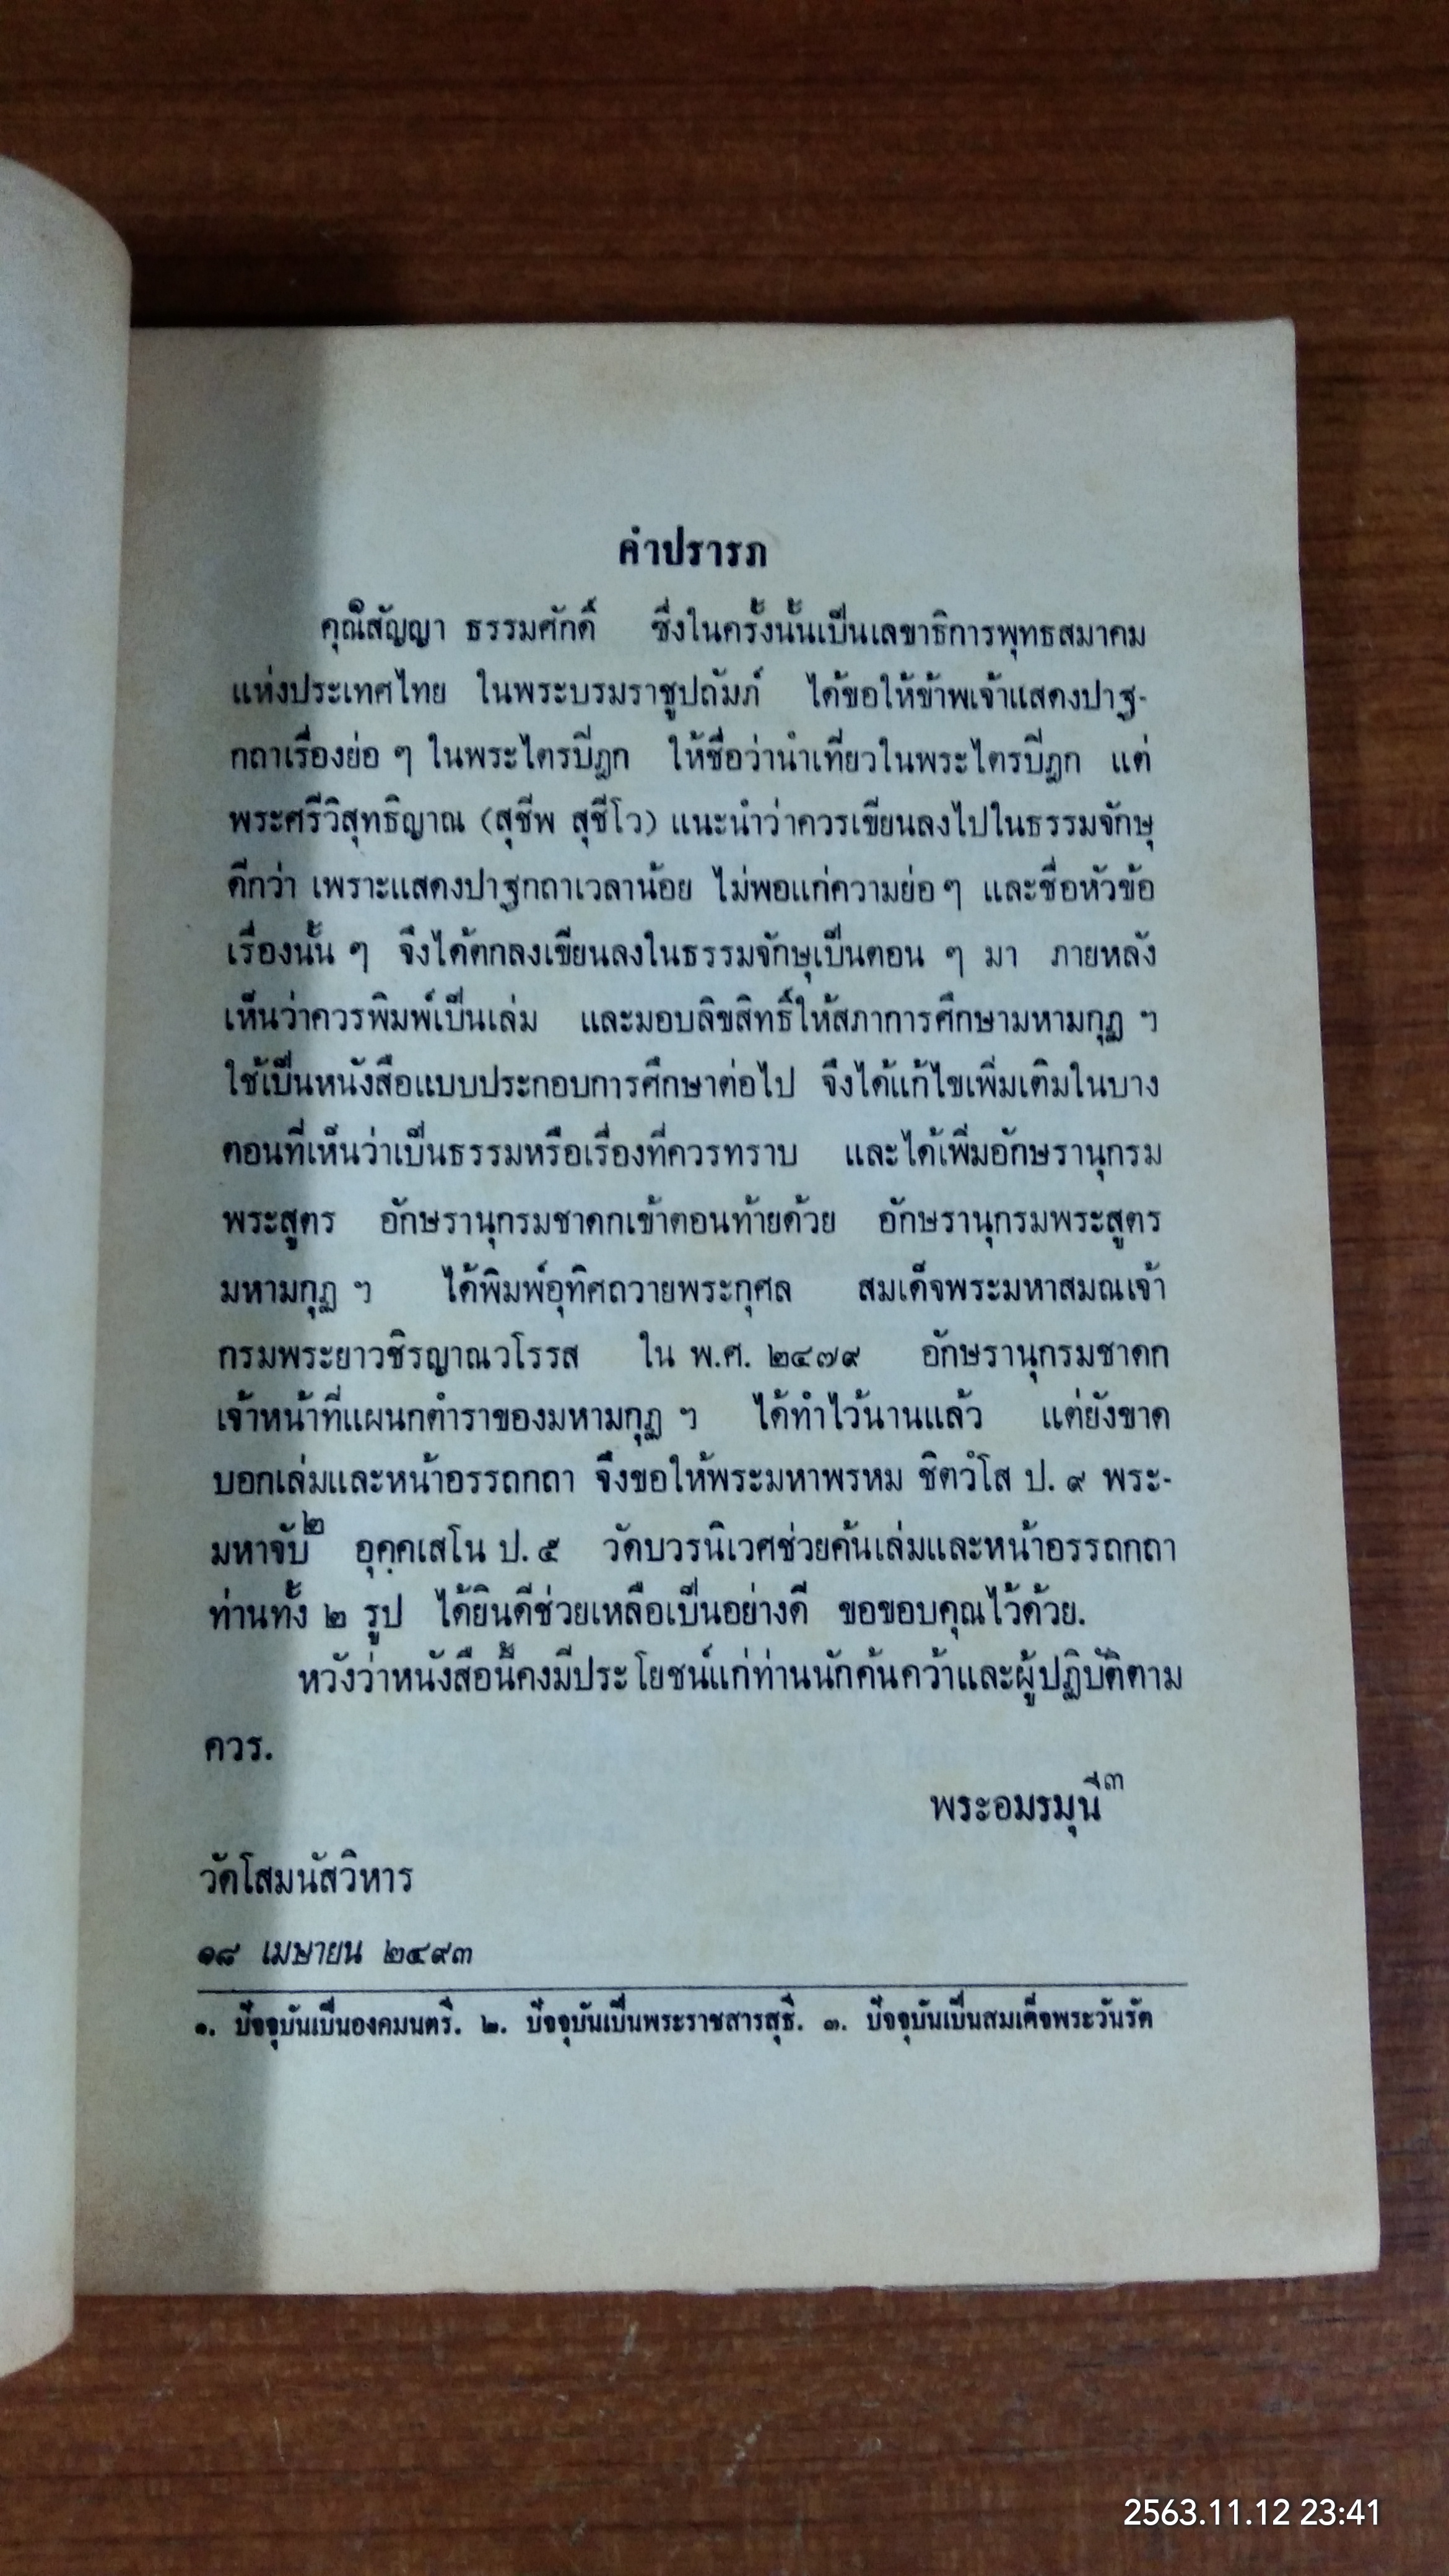 คำปรารภ
คุณ๑สัญญา ธรรมศักดิ์ ซึ่งในครั้งนั้นเป็นเลขาธิการพุทธสมาคม
แห่งประเทศไทย ในพระบรมราชูปถัมภ์ ได้ขอให้ข้าพเจ้าแสดงปาฐ-
กถาเรื่องย่อ ๆ ในพระไตรปีฎก ให้ชื่อว่านำเที่ยวในพระไตรปีฎก แต่
พระศรีวิสุทธิญาณ (สุชีพ สุชีโว) แนะนำว่าควรเขียนลงไปในธรรมจักษุ
ดีกว่า เพราะแสดงปาฐกถาเวลาน้อย ไม่พอแก่ความย่อ ๆ และชื่อหัวข้อ
เรื่องนั้น ๆ จึงได้ตกลงเขียนลงในธรรมจักษุเป็นตอน ๆ มา ภายหลัง
เห็นว่าควรพิมพ์เป็นเล่ม และมอบลิขสิทธิ์ให้สภาการศึกษามหามกุฏ ฯ
ใช้เป็นหนังสือแบบประกอบการศึกษาต่อไป จึงได้แก้ไขเพิ่มเติมในบาง
ตอนที่เห็นว่าเป็นธรรมหรือเรื่องที่ควรทราบ และได้เพิ่มอักษรานุกรม
พระสูตร อักษรานุกรมชาดกเข้าตอนท้ายด้วย อักษรานุกรมพระสูตร
มหามกุฏ ฯ ได้พิมพ์อุทิศถวายพระกุศล สมเด็จพระมหาสมณเจ้า
กรมพระยาวชิรญาณวโรรส ใน พ.ศ. ๒๔๗๙ อักษรานุกรมชาดก
เจ้าหน้าที่แผนกตำราของมหามกุฏ ฯ ได้ทำไว้นานแล้ว แต่ยังขาด
บอกเล่มและหน้าอรรถกถา จึงขอให้พระมหาพรหม ชิตวํโส ป. ๙ พระ-
มหาจับ๒ อุคฺคเสโน ป. ๕ วัดบวรนิเวศช่วยค้นเล่มและหน้าอรรถกถา
ท่านทั้ง ๒ รูป ได้ยินดีช่วยเหลือเป็นอย่างดี ขอขอบคุณไว้ด้วย.
หวังว่าหนังสือนี้คงมีประโยชน์แก่ท่านนักค้นคว้าและผู้ปฏิบัติตาม
ควร.
พระอมรมุนี๓
วัดโสมนัสวิหาร
๑๘ เมษายน ๒๔๙๓
๑. ปัจจุบันเป็นองคมนตรี. ๒. ปัจจุบันเป็นพระราชสารสุธี. ๓. ปัจจุบันเป็นสมเด็จพระวันรัต
2563.11.12 23:41